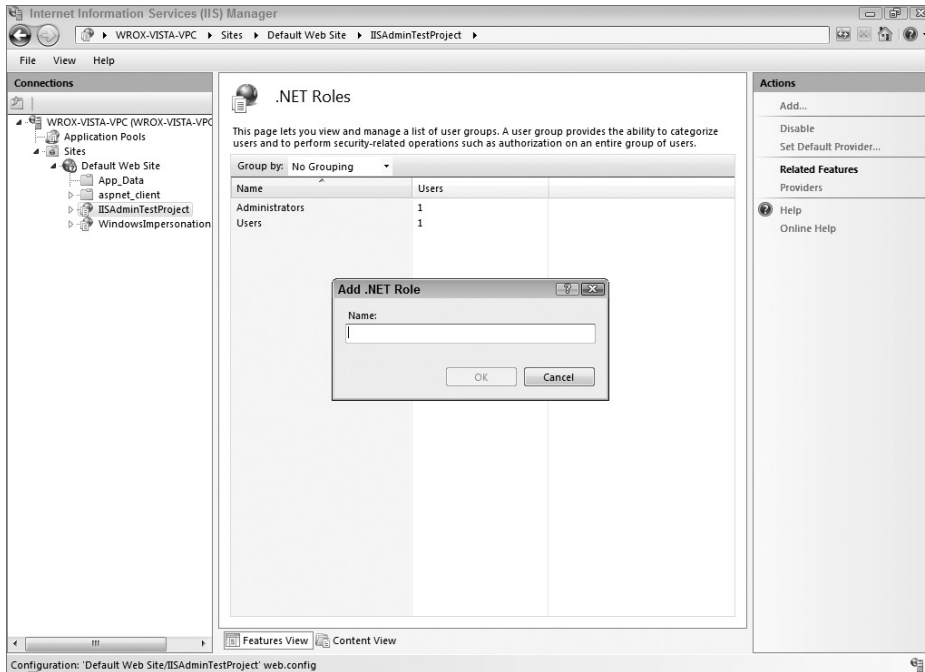 Internet Information Services (IIS) Manager
WROX-VISTA-VPC Sites Default Web Site IISAdminTestProject
File View Help
Connections
WROX-VISTA-VPC (WROX-VISTA-VPC
Application Pools
Sites
Default Web Site
App_Data
aspnet_client
IISAdminTestProject
WindowsImpersonation
.NET Roles
This page lets you view and manage a list of user groups. A user group provides the ability to categorize
users and to perform security-related operations such as authorization on an entire group of users.
Group by: No Grouping
Name Users
Administrators 1
Users 1
Add .NET Role
Name:
OK Cancel
Features View Content View
Actions
Add...
Disable
Set Default Provider...
Related Features
Providers
Help
Online Help
Configuration: 'Default Web Site/IISAdminTestProject' web.config